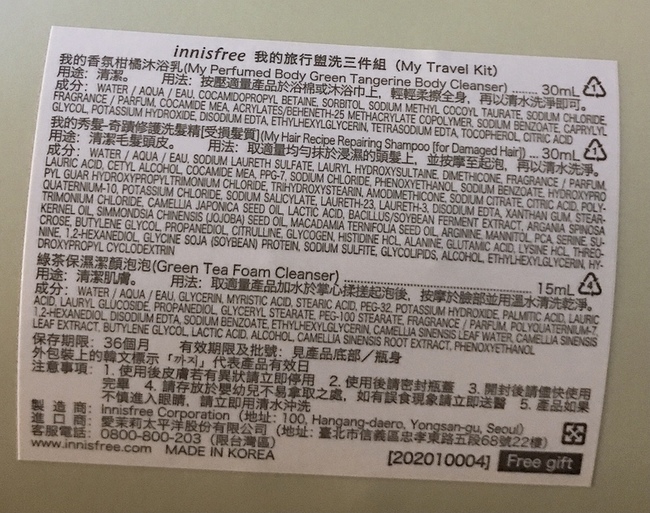 innisfree 我的旅行盥洗三件組 (My Travel Kit)
我的香氛柑橘沐浴乳(My Perfumed Body Green Tangerine Body Cleanser) ........ 30mL
用途: 清潔。 用法: 按壓適量產品於浴棉或沐浴巾上，輕輕柔擦全身，再以清水洗淨即可。
成分: WATER / AQUA / EAU, COCAMIDOPROPYL BETAINE, SORBITOL, SODIUM METHYL COCOYL TAURATE, SODIUM CHLORIDE,
FRAGRANCE / PARFUM, COCAMIDE MEA, ACRYLATES/BEHENETH-25 METHACRYLATE COPOLYMER, SODIUM BENZOATE, CAPRYLYL
GLYCOL, POTASSIUM HYDROXIDE, DISODIUM EDTA, ETHYLHEXYLGLYCERIN, TETRASODIUM EDTA, TOCOPHEROL, CITRIC ACID
我的秀髮-奇蹟修護洗髮精[受損髮質](My Hair Recipe Repairing Shampoo [for Damaged Hair]) ... 30mL
用途: 清潔毛髮頭皮。 用法: 取適量均勻抹於浸濕的頭髮上，並按摩至起泡，再以清水洗淨。
成分: WATER / AQUA / EAU, SODIUM LAURETH SULFATE, LAURYL HYDROXYSULTAINE, DIMETHICONE, FRAGRANCE / PARFUM,
LAURIC ACID, CETYL ALCOHOL, COCAMIDE MEA, PPG-7, SODIUM CHLORIDE, PHENOXYETHANOL, SODIUM BENZOATE, HYDROXYPRO
PYL GUAR HYDROXYPROPYLTRIMONIUM CHLORIDE, TRIHYDROXYSTEARIN, AMODIMETHICONE, SODIUM CITRATE, CITRIC ACID, POLY-
QUATERNIUM-10, POTASSIUM CHLORIDE, SODIUM SALICYLATE, LAURETH-23, LAURETH-4, DISODIUM EDTA, XANTHAN GUM, STEAR-
TRIMONIUM CHLORIDE, CAMELLIA JAPONICA SEED OIL, LACTIC ACID, BACILLUS/SOYBEAN FERMENT EXTRACT, ARGANIA SPINOSA
KERNEL OIL, SIMMONDSIA CHINENSIS (JOJOBA) SEED OIL, MACADAMIA TERNIFOLIA SEED OIL, ARGININE, MANNITOL, PCA, SERINE, SU-
CROSE, BUTYLENE GLYCOL, PROPANEDIOL, CITRULLINE, GLYCOGEN, HISTIDINE HCL, ALANINE, GLUTAMIC ACID, LYSINE HCL, THREO-
NINE, 1,2-HEXANEDIOL, GLYCINE SOJA (SOYBEAN) PROTEIN, SODIUM SULFITE, GLYCOLIPIDS, ALCOHOL, ETHYLHEXYLGLYCERIN, HY-
DROXYPROPYL CYCLODEXTRIN
綠茶保濕潔顏泡泡(Green Tea Foam Cleanser) ........ 15mL
用途: 清潔肌膚。 用法: 取適量產品加水於掌心揉搓起泡後，按摩於臉部並用溫水清洗乾淨。
成分: WATER / AQUA / EAU, GLYCERIN, MYRISTIC ACID, STEARIC ACID, PEG-32, POTASSIUM HYDROXIDE, PALMITIC ACID, LAURIC
ACID, LAURYL GLUCOSIDE, PROPANEDIOL, GLYCERYL STEARATE, PEG-100 STEARATE, FRAGRANCE / PARFUM, POLYQUATERNIUM-7,
1,2-HEXANEDIOL, DISODIUM EDTA, SODIUM BENZOATE, ETHYLHEXYLGLYCERIN, CAMELLIA SINENSIS LEAF WATER, CAMELLIA SINENSIS
LEAF EXTRACT, BUTYLENE GLYCOL, LACTIC ACID, ALCOHOL, CAMELLIA SINENSIS ROOT EXTRACT, PHENOXYETHANOL
保存期限: 36個月 有效期限及批號: 見產品底部／瓶身
外包裝上的韓文標示「까지」代表產品有效日
注意事項: 1. 使用後皮膚若有異狀請立即停用 2. 使用後請密封瓶蓋 3. 開封後請儘快使用
完畢 4. 請存放於嬰幼兒不易拿取之處，如有誤食現象請立即送醫 5. 產品如果
不慎進入眼睛，請立即用清水沖洗
製造商: Innisfree Corporation (地址: 100, Hangang-daero, Yongsan-gu, Seoul)
進口商: 愛茉莉太平洋股份有限公司 (地址: 臺北市信義區忠孝東路五段68號22樓)
客服電話: 0800-800-203 (限台灣區)
www.innisfree.com MADE IN KOREA
[202010004] Free gift